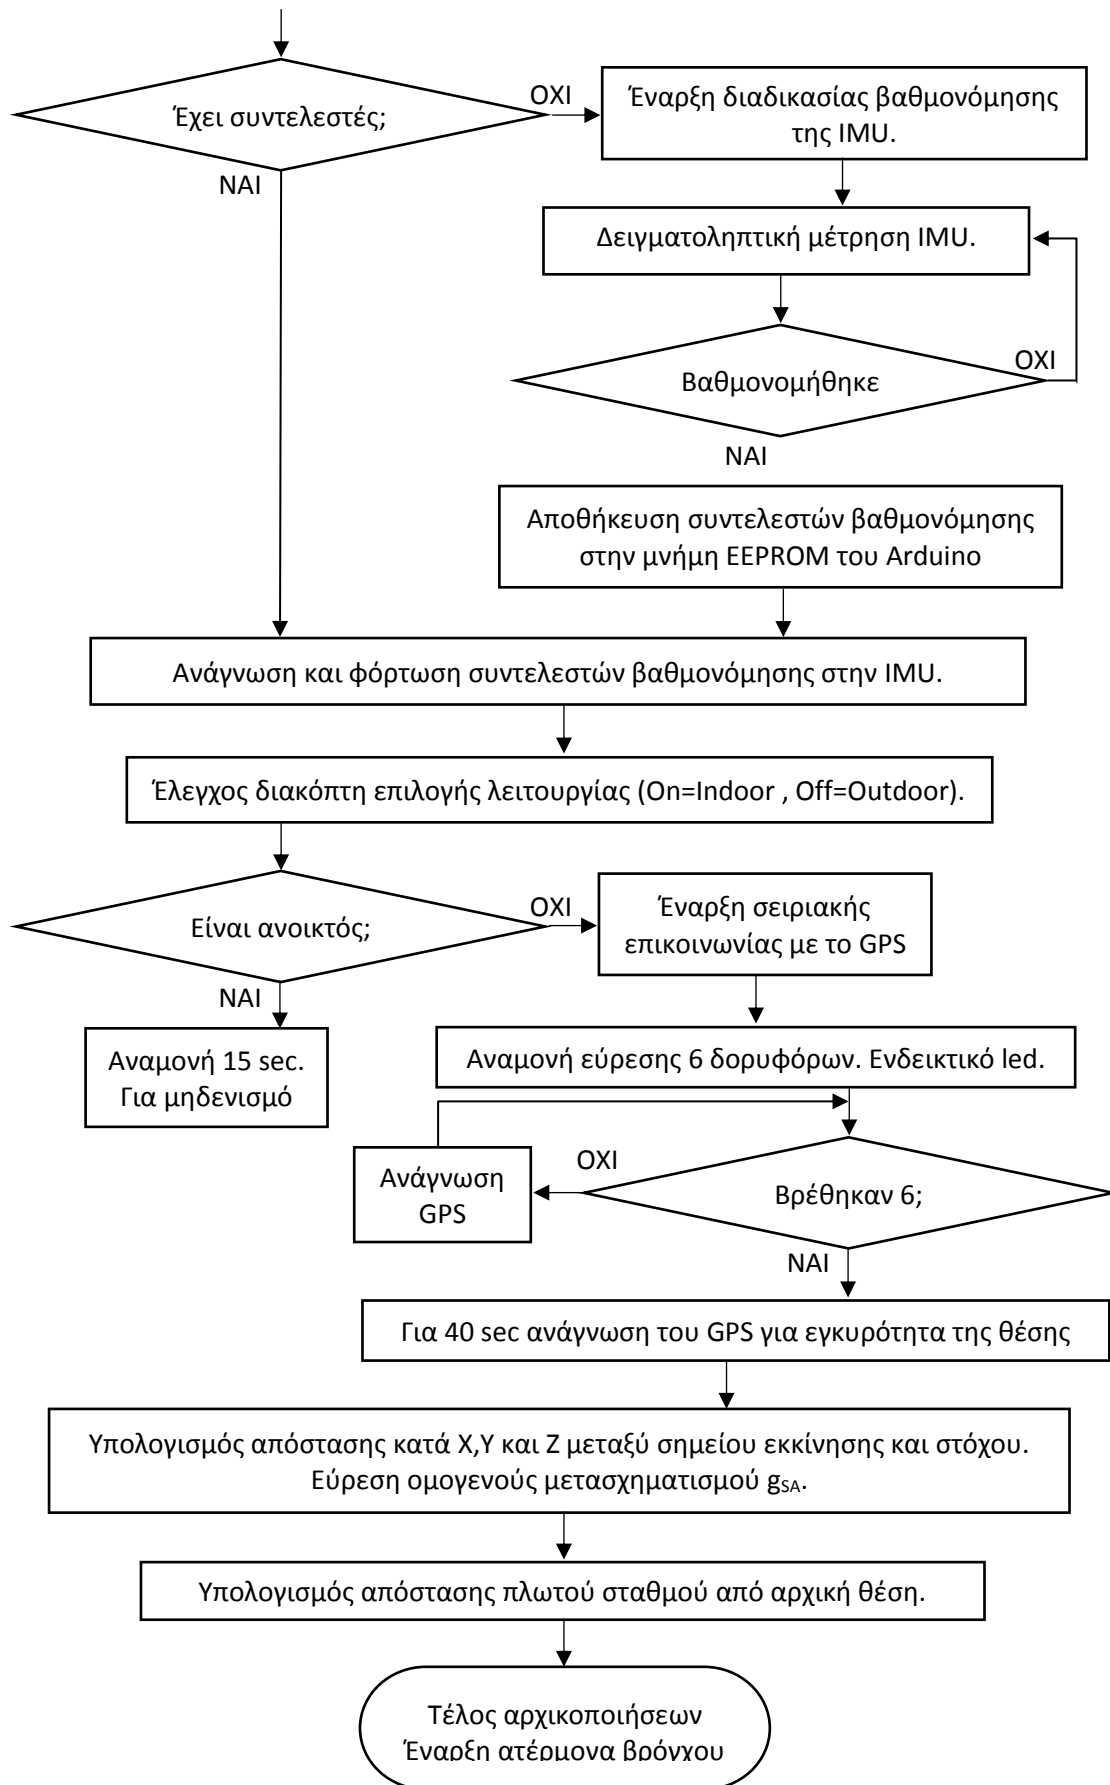 Έχει συντελεστές;
ΟΧΙ
Έναρξη διαδικασίας βαθμονόμησης
της IMU.
ΝΑΙ
Δειγματοληπτική μέτρηση IMU.
ΟΧΙ
Βαθμονομήθηκε
ΝΑΙ
Αποθήκευση συντελεστών βαθμονόμησης
στην μνήμη EEPROM του Arduino
Ανάγνωση και φόρτωση συντελεστών βαθμονόμησης στην IMU.
Έλεγχος διακόπτη επιλογής λειτουργίας (On=Indoor , Off=Outdoor).
Είναι ανοικτός;
ΟΧΙ
Έναρξη σειριακής
επικοινωνίας με το GPS
ΝΑΙ
Αναμονή 15 sec.
Για μηδενισμό
Αναμονή εύρεσης 6 δορυφόρων. Ενδεικτικό led.
ΟΧΙ
Ανάγνωση
GPS
Βρέθηκαν 6;
ΝΑΙ
Για 40 sec ανάγνωση του GPS για εγκυρότητα της θέσης
Υπολογισμός απόστασης κατά Χ,Υ και Ζ μεταξύ σημείου εκκίνησης και στόχου.
Εύρεση ομογενούς μετασχηματισμού gSA.
Υπολογισμός απόστασης πλωτού σταθμού από αρχική θέση.
Τέλος αρχικοποιήσεων
Έναρξη ατέρμονα βρόνχου